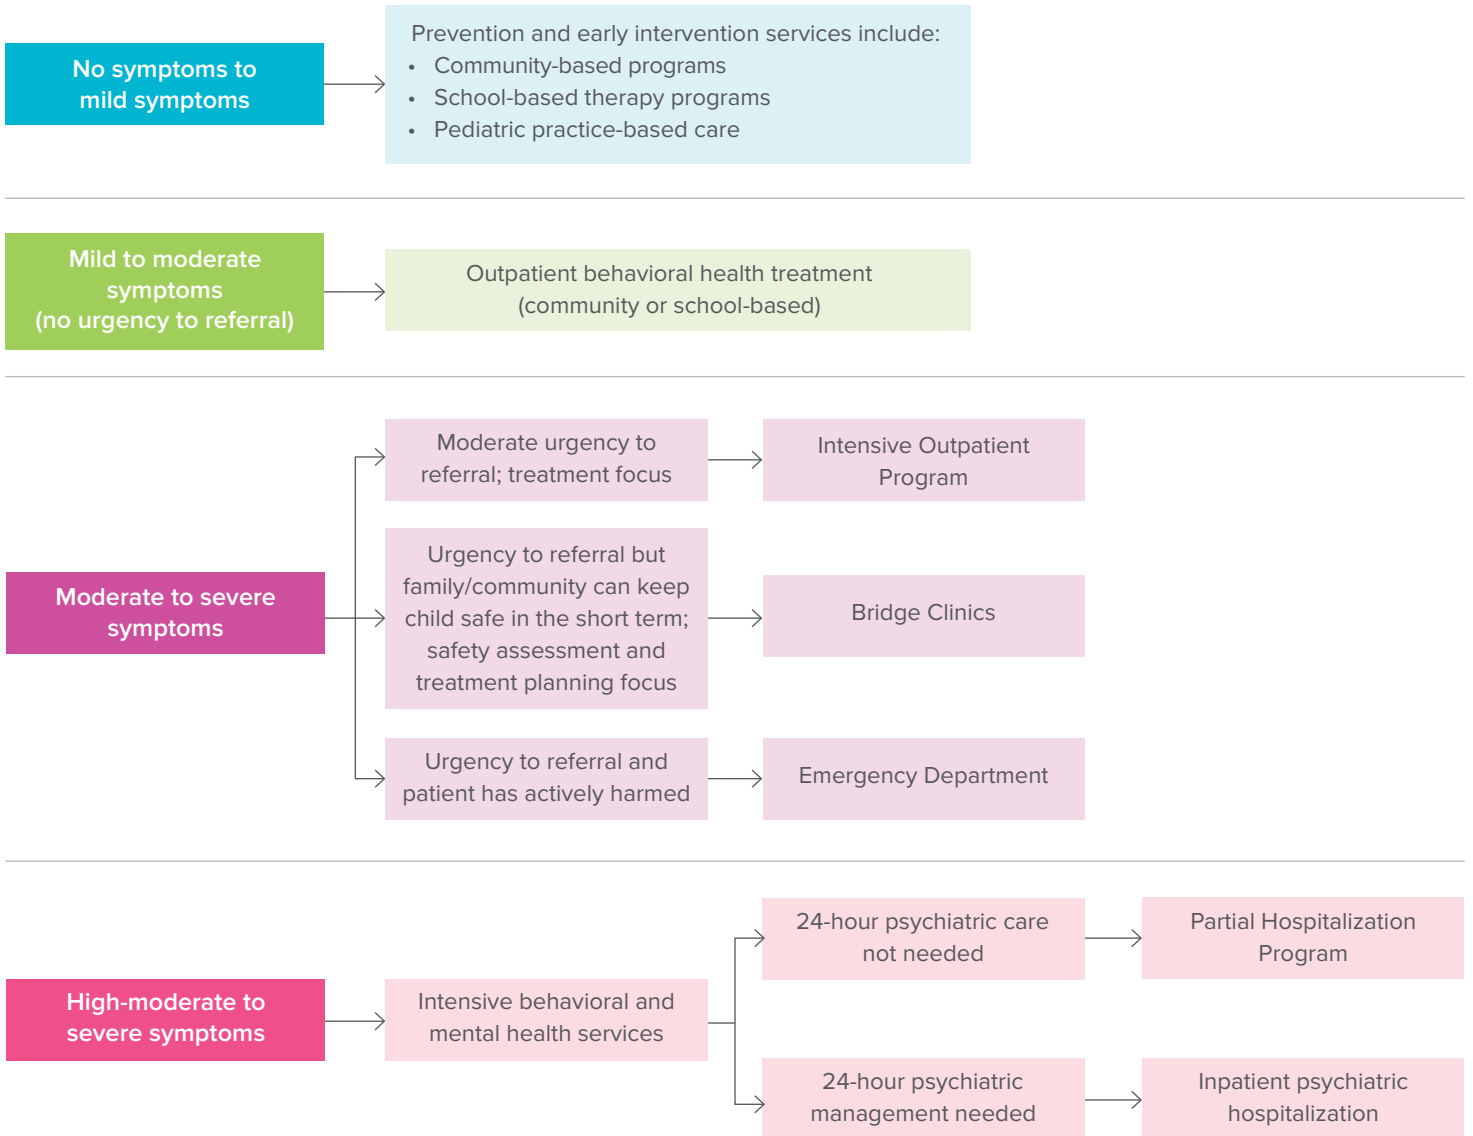 No symptoms to
mild symptoms
Prevention and early intervention services include:
• Community-based programs
• School-based therapy programs
• Pediatric practice-based care
Mild to moderate
symptoms
(no urgency to referral)
Outpatient behavioral health treatment
(community or school-based)
Moderate to severe
symptoms
Moderate urgency to
referral; treatment focus
Intensive Outpatient
Program
Urgency to referral but
family/community can keep
child safe in the short term;
safety assessment and
treatment planning focus
Bridge Clinics
Urgency to referral and
patient has actively harmed
Emergency Department
High-moderate to
severe symptoms
Intensive behavioral and
mental health services
24-hour psychiatric care
not needed
Partial Hospitalization
Program
24-hour psychiatric
management needed
Inpatient psychiatric
hospitalization